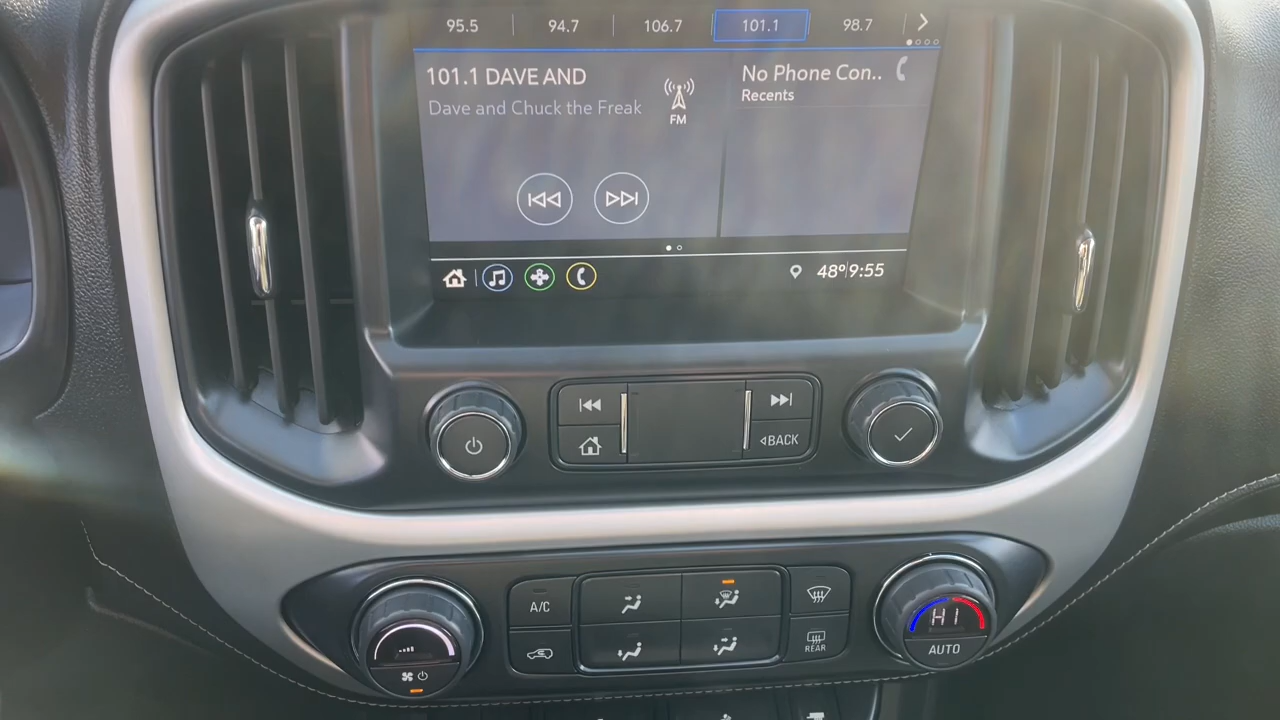 95.5 94.7 106.7 101.1 98.7
101.1 DAVE AND
Dave and Chuck the Freak
FM
No Phone Con..
Recents
48° 9:55
BACK
A/C
REAR
HI
AUTO